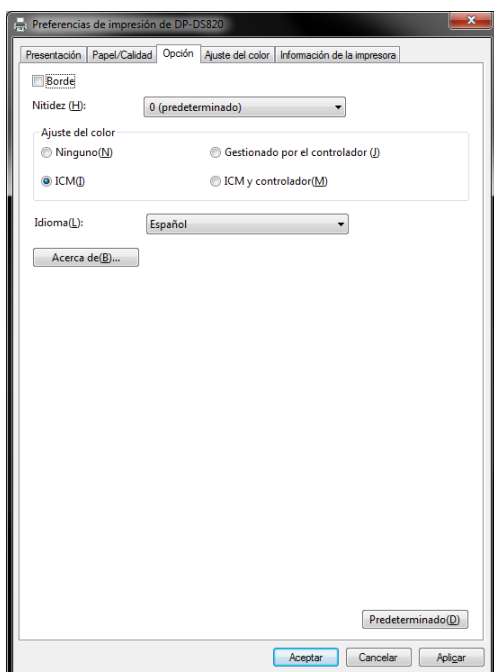 Preferencias de impresión de DP-DS820
Presentación Papel/Calidad Opción Ajuste del color Información de la impresora
Borde
Nitidez (H): 0 (predeterminado)
Ajuste del color
Ninguno(N) Gestionado por el controlador (J)
ICM(I) ICM y controlador(M)
Idioma(L): Español
Acerca de(B)...
Predeterminado(D)
Aceptar Cancelar Aplicar